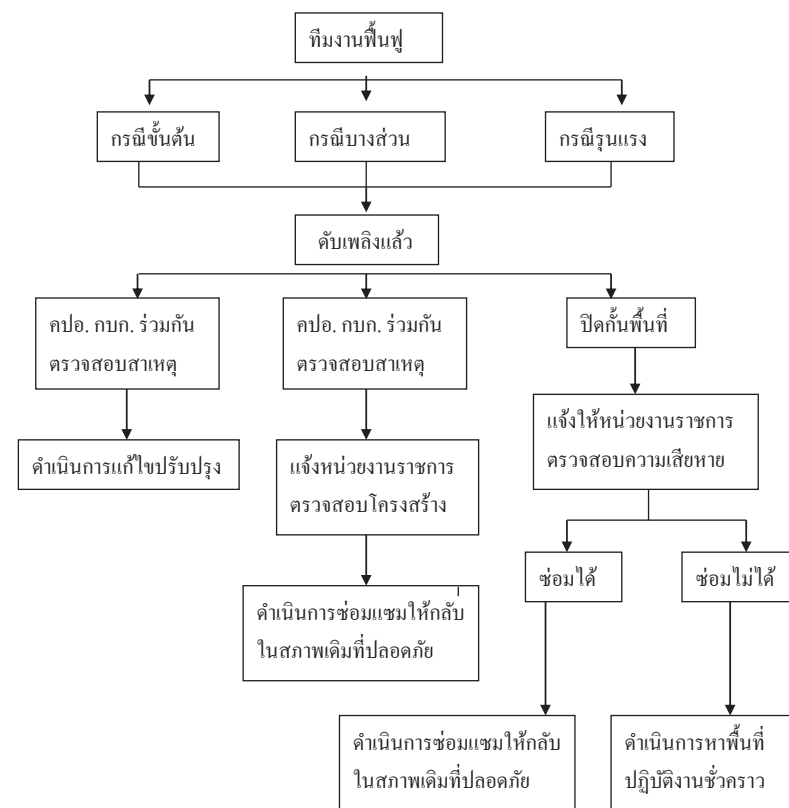 ทีมงานฟื้นฟู
กรณีขั้นต้น
กรณีบางส่วน
กรณีรุนแรง
ดับเพลิงแล้ว
คปอ. กบก. ร่วมกัน
ตรวจสอบสาเหตุ
คปอ. กบก. ร่วมกัน
ตรวจสอบสาเหตุ
ปิดกั้นพื้นที่
ดำเนินการแก้ไขปรับปรุง
แจ้งหน่วยงานราชการ
ตรวจสอบโครงสร้าง
แจ้งให้หน่วยงานราชการ
ตรวจสอบความเสียหาย
ซ่อมได้
ซ่อมไม่ได้
ดำเนินการซ่อมแซมให้กลับ
ในสภาพเดิมที่ปลอดภัย
ดำเนินการซ่อมแซมให้กลับ
ในสภาพเดิมที่ปลอดภัย
ดำเนินการหาพื้นที่
ปฏิบัติงานชั่วคราว